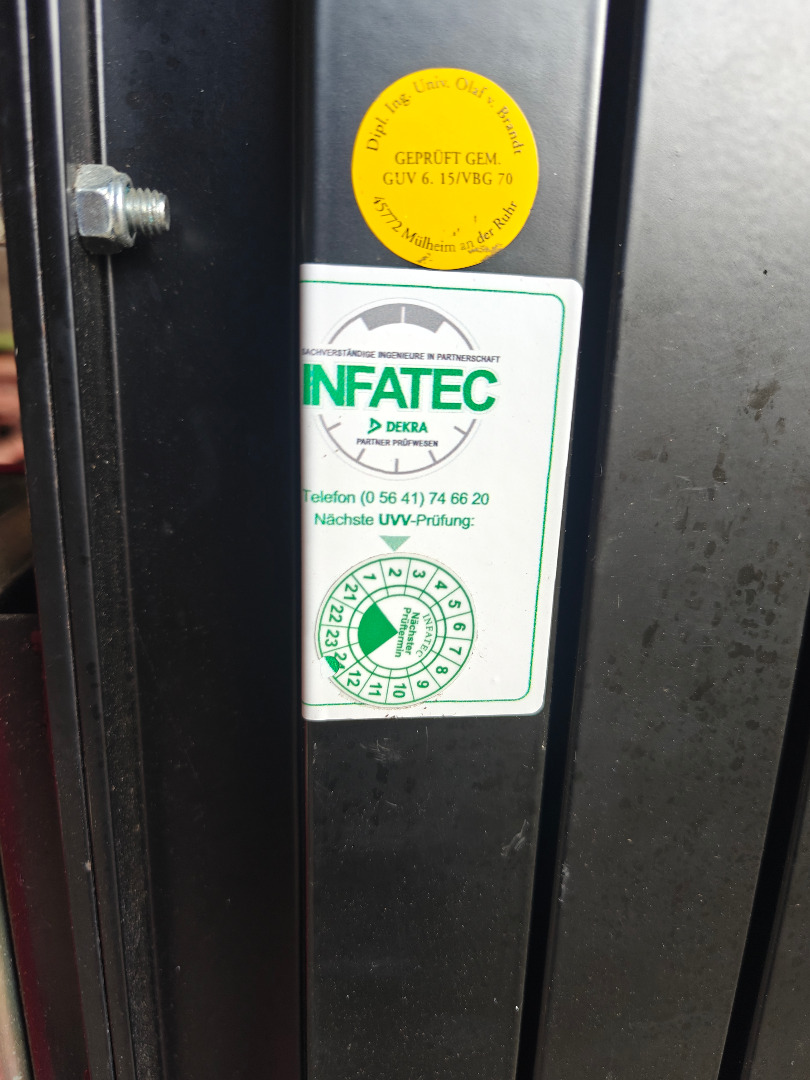 Dipl. Ing. Univ. Olaf v. Brandt
GEPRÜFT GEM.
GUV 6. 15/VBG 70
45772 Mülheim an der Ruhr
SACHVERSTÄNDIGE INGENIEURE IN PARTNERSCHAFT
INFATEC
DEKRA
PARTNER PRÜFWESEN
Telefon (0 56 41) 74 66 20
Nächste UVV-Prüfung:
1 2 3 4 5 6 7 8 9 10 11 12
21 22 23 24
INFATEC
Nächster
Prüftermin